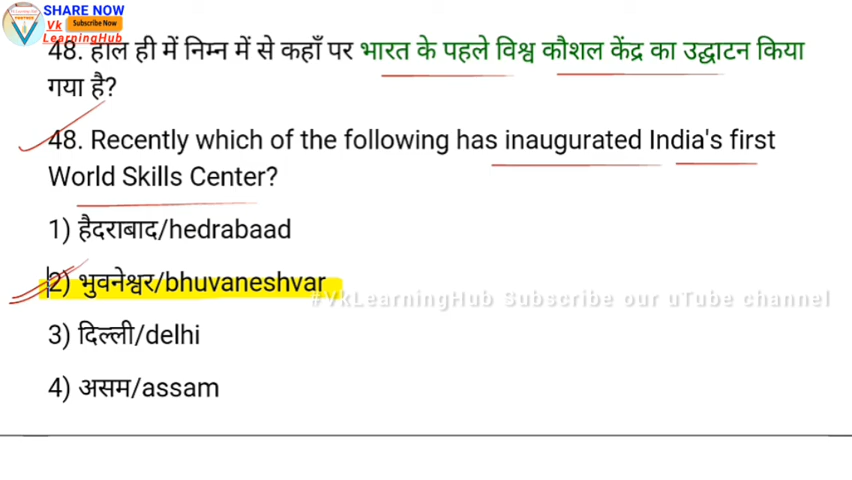 SHARE NOW
Vk Subscribe Now
LearningHub
48. हाल ही में निम्न में से कहाँ पर भारत के पहले विश्व कौशल केंद्र का उद्घाटन किया
गया है?
48. Recently which of the following has inaugurated India's first
World Skills Center?
1) हैदराबाद/hedrabaad
2) भुवनेश्वर/bhuvaneshvar
#VkLearningHub Subscribe our uTube channel
3) दिल्ली/delhi
4) असम/assam